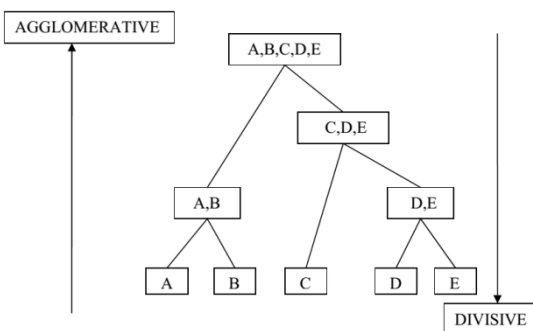 AGGLOMERATIVE
A,B,C,D,E
C,D,E
A,B
D,E
A
B
C
D
E
DIVISIVE